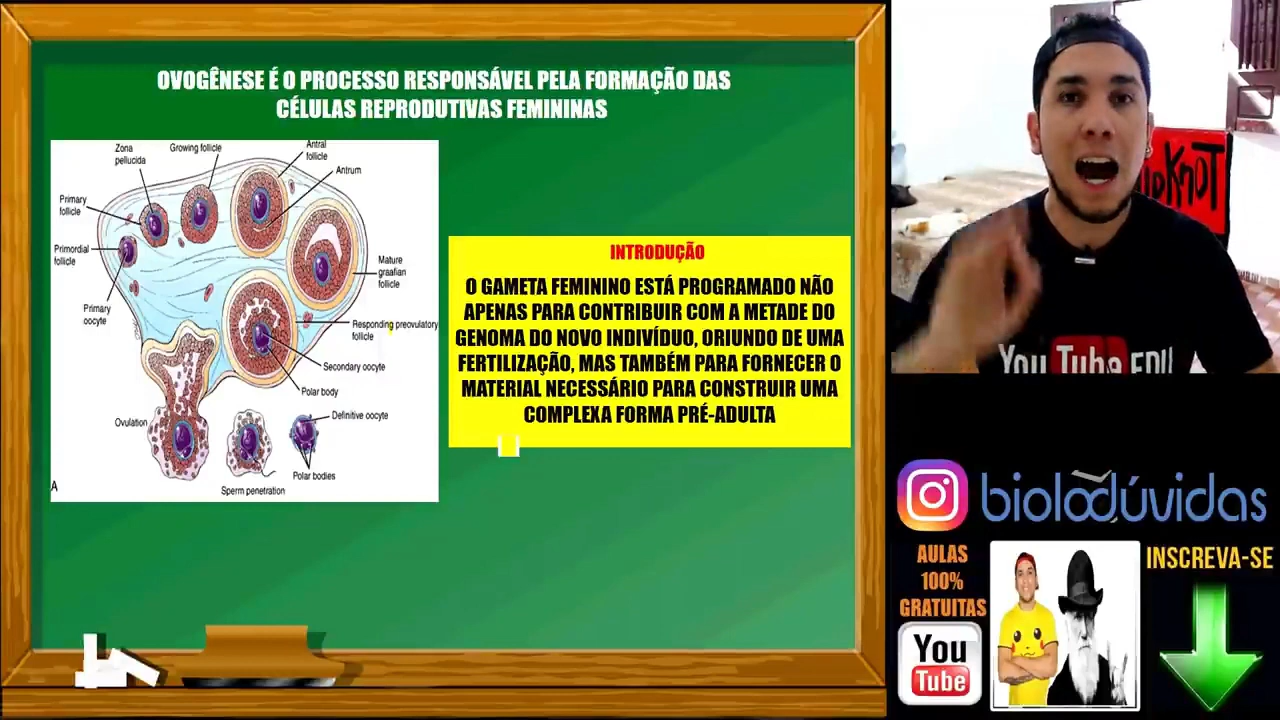 OVOGÊNESE É O PROCESSO RESPONSÁVEL PELA FORMAÇÃO DAS
CÉLULAS REPRODUTIVAS FEMININAS
Zona
pellucida
Growing follicle
Antral
follicle
Antrum
Primary
follicle
Primordial
follicle
Mature
graafian
follicle
Primary
oocyte
Responding preovulatory
follicle
Secondary oocyte
Polar body
Ovulation
Definitive oocyte
Polar bodies
Sperm penetration
A
INTRODUÇÃO
O GAMETA FEMININO ESTÁ PROGRAMADO NÃO
APENAS PARA CONTRIBUIR COM A METADE DO
GENOMA DO NOVO INDIVÍDUO, ORIUNDO DE UMA
FERTILIZAÇÃO, MAS TAMBÉM PARA FORNECER O
MATERIAL NECESSÁRIO PARA CONSTRUIR UMA
COMPLEXA FORMA PRÉ-ADULTA
KNOT
You Tube EDU
biolodúvidas
AULAS
100%
GRATUITAS
You
Tube
INSCREVA-SE